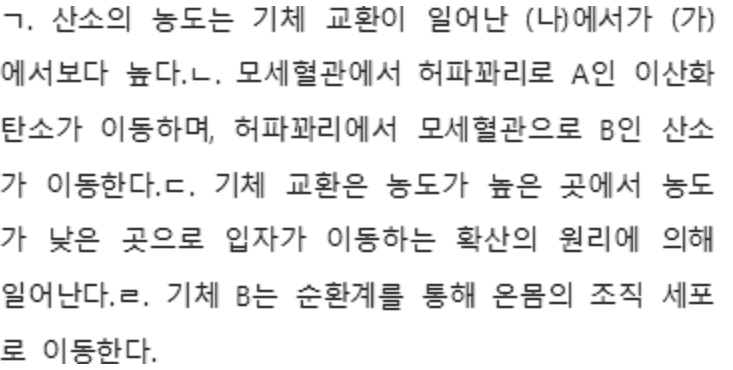 ㄱ. 산소의 농도는 기체 교환이 일어난 (나)에서가 (가)
에서보다 높다.ㄴ. 모세혈관에서 허파꽈리로 A인 이산화
탄소가 이동하며, 허파꽈리에서 모세혈관으로 B인 산소
가 이동한다.ㄷ. 기체 교환은 농도가 높은 곳에서 농도
가 낮은 곳으로 입자가 이동하는 확산의 원리에 의해
일어난다.ㄹ. 기체 B는 순환계를 통해 온몸의 조직 세포
로 이동한다.